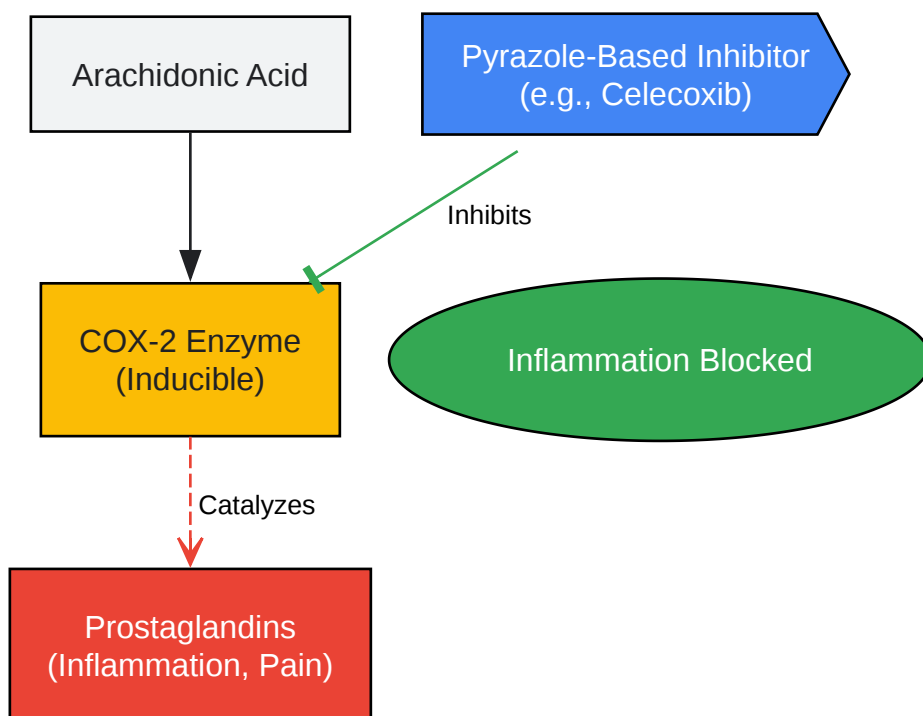 Arachidonic Acid
Pyrazole-Based Inhibitor
(e.g., Celecoxib)
Inhibits
COX-2 Enzyme
(Inducible)
Inflammation Blocked
Catalyzes
Prostaglandins
(Inflammation, Pain)